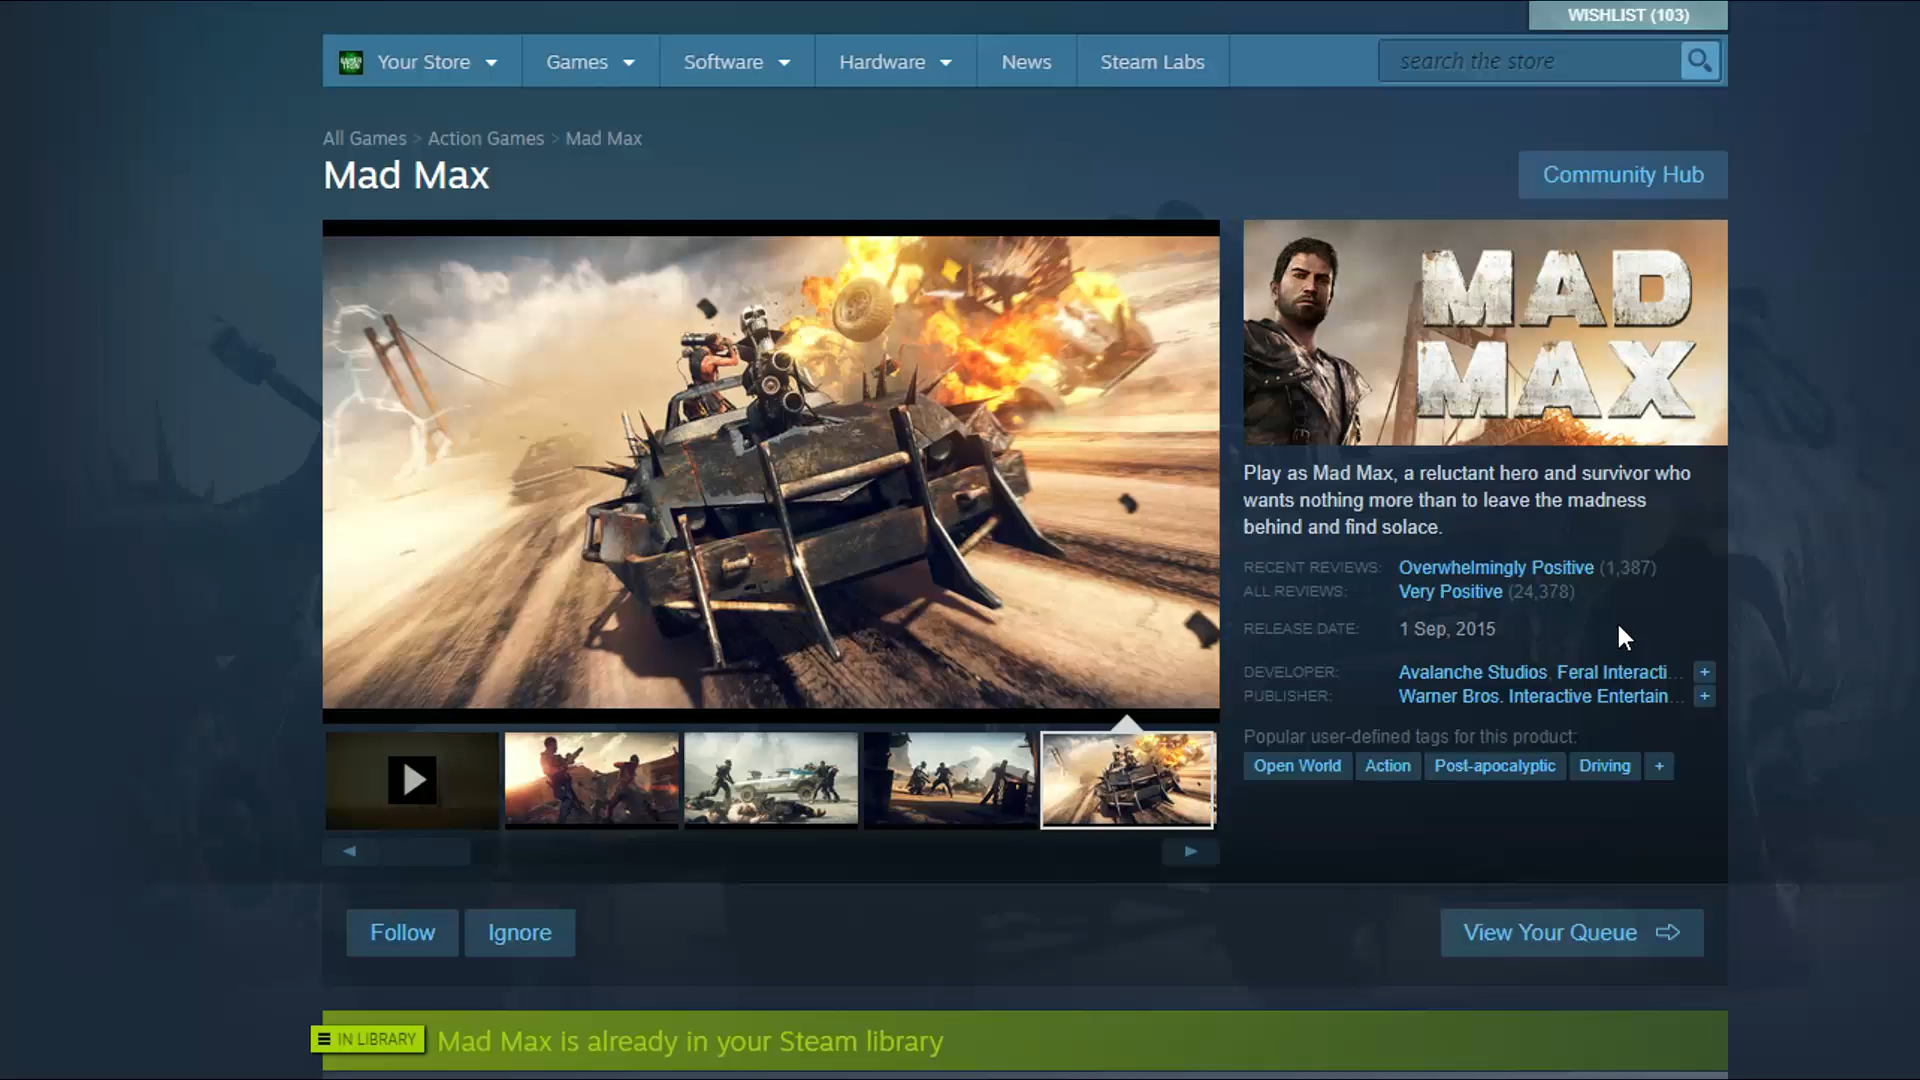 WISHLIST (103)
Your Store
Games
Software
Hardware
News
Steam Labs
search the store
All Games > Action Games > Mad Max
Mad Max
Community Hub
MAD
MAX
Play as Mad Max, a reluctant hero and survivor who
wants nothing more than to leave the madness
behind and find solace.
RECENT REVIEWS: Overwhelmingly Positive (1,387)
ALL REVIEWS: Very Positive (24,378)
RELEASE DATE: 1 Sep, 2015
DEVELOPER: Avalanche Studios, Feral Interacti... +
PUBLISHER: Warner Bros. Interactive Entertain... +
Popular user-defined tags for this product:
Open World Action Post-apocalyptic Driving +
Follow
Ignore
View Your Queue
IN LIBRARY
Mad Max is already in your Steam library